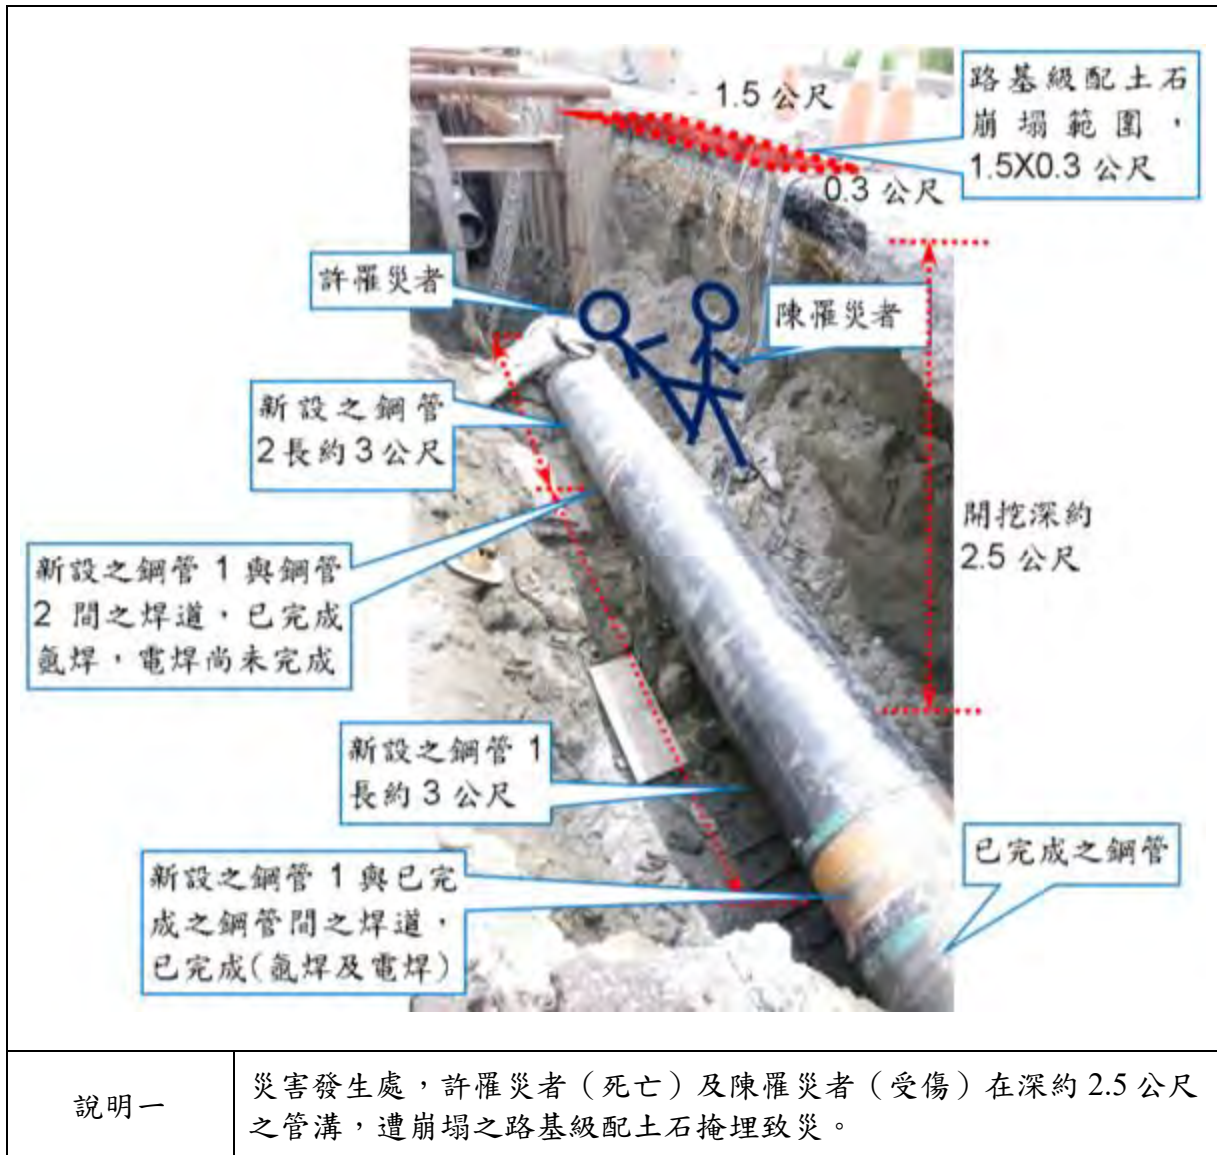 1.5 公尺
路基級配土石
崩塌範圍，
1.5X0.3 公尺
0.3 公尺
許罹災者
陳罹災者
新設之鋼管
2長約3公尺
開挖深約
2.5 公尺
新設之鋼管 1 與鋼管
2 間之焊道，已完成
氬焊，電焊尚未完成
新設之鋼管 1
長約 3 公尺
已完成之鋼管
新設之鋼管 1 與已完
成之鋼管間之焊道，
已完成(氬焊及電焊)
說明一
災害發生處，許罹災者（死亡）及陳罹災者（受傷）在深約 2.5 公尺
之管溝，遭崩塌之路基級配土石掩埋致災。